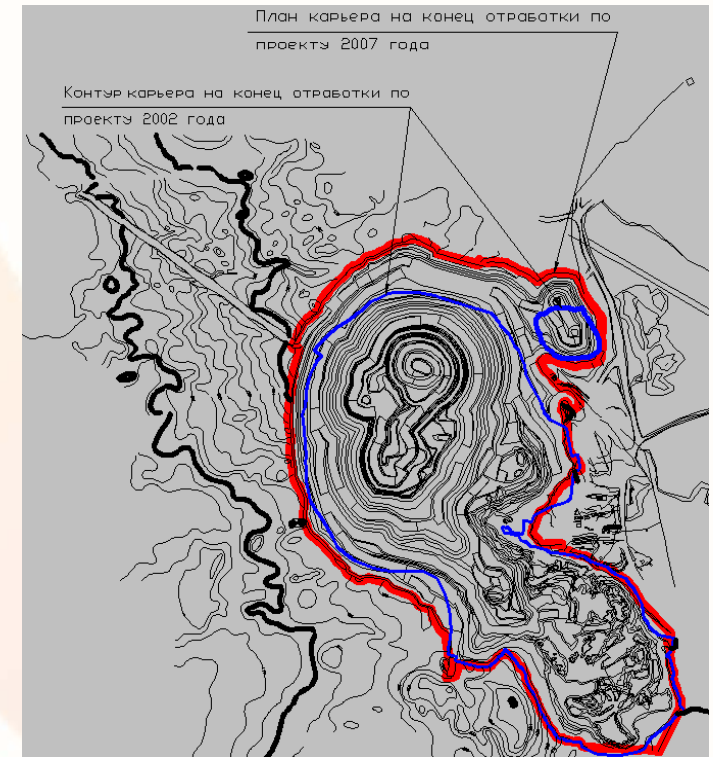 План карьера на конец отработки по
проекту 2007 года
Контур карьера на конец отработки по
проекту 2002 года